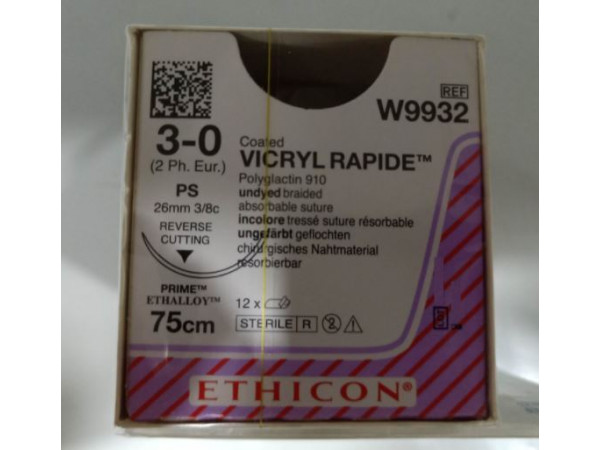 REF
W9932
3-0
(2 Ph. Eur.)
PS
26mm 3/8c
REVERSE
CUTTING
PRIME™
ETHALLOY™
75cm
Coated
VICRYL RAPIDE™
Polyglactin 910
undyed braided
absorbable suture
incolore tressé suture résorbable
ungefärbt geflochten
chirurgisches Nahtmaterial
resorbierbar
12 x
STERILE R
2
ETHICON®